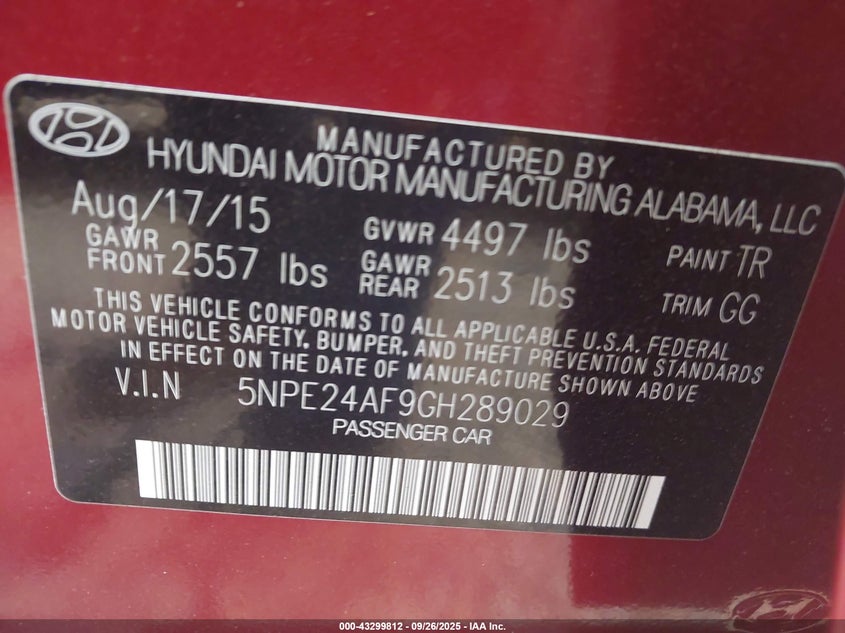 MANUFACTURED BY
HYUNDAI MOTOR MANUFACTURING ALABAMA, LLC
Aug/17/15 GVWR 4497 lbs PAINT TR
GAWR FRONT 2557 lbs GAWR REAR 2513 lbs TRIM GG
THIS VEHICLE CONFORMS TO ALL APPLICABLE U.S.A. FEDERAL
MOTOR VEHICLE SAFETY, BUMPER, AND THEFT PREVENTION STANDARDS
IN EFFECT ON THE DATE OF MANUFACTURE SHOWN ABOVE
V.I.N 5NPE24AF9GH289029
PASSENGER CAR
000-43299812 - 09/26/2025 - IAA Inc.